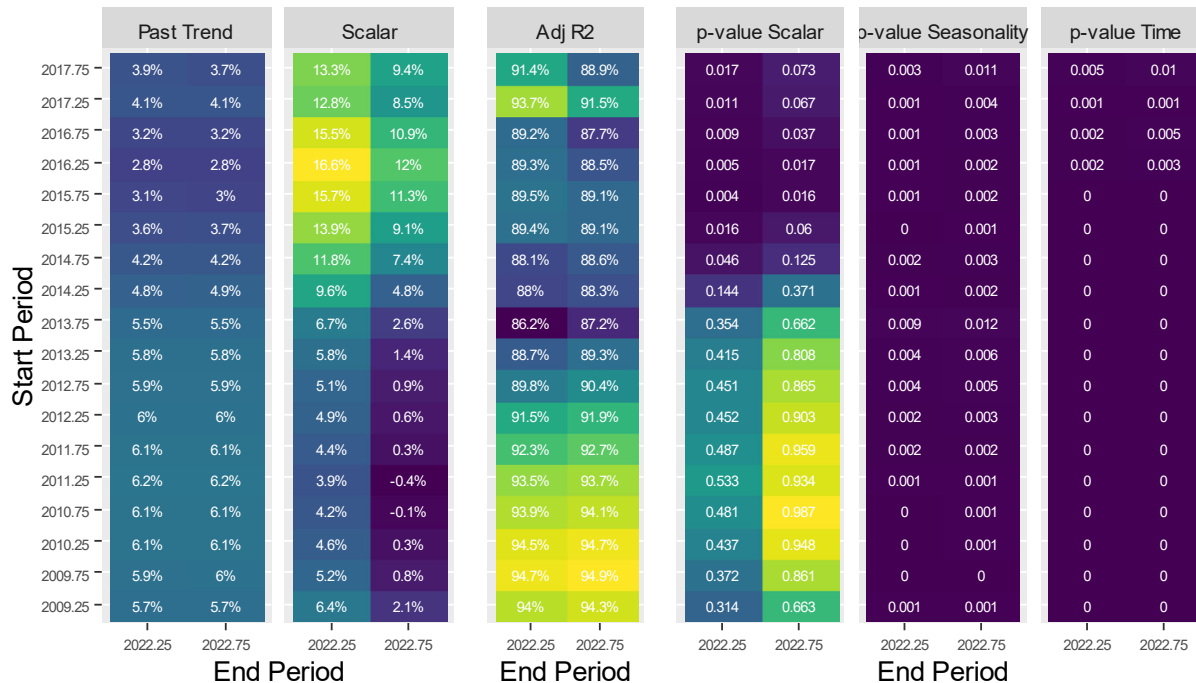 Past Trend Scalar Adj R2 p-value Scalar p-value Seasonality p-value Time
2017.75 3.9% 3.7% 13.3% 9.4% 91.4% 88.9% 0.017 0.073 0.003 0.011 0.005 0.01
2017.25 4.1% 4.1% 12.8% 8.5% 93.7% 91.5% 0.011 0.067 0.001 0.004 0.001 0.001
2016.75 3.2% 3.2% 15.5% 10.9% 89.2% 87.7% 0.009 0.037 0.001 0.003 0.002 0.005
2016.25 2.8% 2.8% 16.6% 12% 89.3% 88.5% 0.005 0.017 0.001 0.002 0.002 0.003
2015.75 3.1% 3% 15.7% 11.3% 89.5% 89.1% 0.004 0.016 0.001 0.002 0 0
2015.25 3.6% 3.7% 13.9% 9.1% 89.4% 89.1% 0.016 0.06 0 0.001 0 0
2014.75 4.2% 4.2% 11.8% 7.4% 88.1% 88.6% 0.046 0.125 0.002 0.003 0 0
2014.25 4.8% 4.9% 9.6% 4.8% 88% 88.3% 0.144 0.371 0.001 0.002 0 0
2013.75 5.5% 5.5% 6.7% 2.6% 86.2% 87.2% 0.354 0.662 0.009 0.012 0 0
2013.25 5.8% 5.8% 5.8% 1.4% 88.7% 89.3% 0.415 0.808 0.004 0.006 0 0
2012.75 5.9% 5.9% 5.1% 0.9% 89.8% 90.4% 0.451 0.865 0.004 0.005 0 0
2012.25 6% 6% 4.9% 0.6% 91.5% 91.9% 0.452 0.903 0.002 0.003 0 0
2011.75 6.1% 6.1% 4.4% 0.3% 92.3% 92.7% 0.487 0.959 0.002 0.002 0 0
2011.25 6.2% 6.2% 3.9% -0.4% 93.5% 93.7% 0.533 0.934 0.001 0.001 0 0
2010.75 6.1% 6.1% 4.2% -0.1% 93.9% 94.1% 0.481 0.987 0 0.001 0 0
2010.25 6.1% 6.1% 4.6% 0.3% 94.5% 94.7% 0.437 0.948 0 0.001 0 0
2009.75 5.9% 6% 5.2% 0.8% 94.7% 94.9% 0.372 0.861 0 0 0 0
2009.25 5.7% 5.7% 6.4% 2.1% 94% 94.3% 0.314 0.663 0.001 0.001 0 0
Start Period
2022.25 2022.75 2022.25 2022.75 2022.25 2022.75 2022.25 2022.75 2022.25 2022.75 2022.25 2022.75
End Period End Period End Period